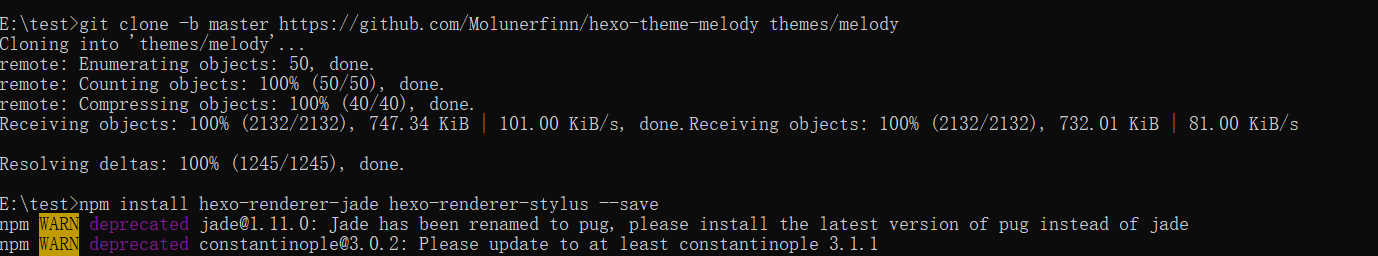 E:\test>git clone -b master https://github.com/Molunerfinn/hexo-theme-melody themes/melody
Cloning into 'themes/melody'...
remote: Enumerating objects: 50, done.
remote: Counting objects: 100% (50/50), done.
remote: Compressing objects: 100% (40/40), done.
Receiving objects: 100% (2132/2132), 747.34 KiB | 101.00 KiB/s, done.Receiving objects: 100% (2132/2132), 732.01 KiB | 81.00 KiB/s
Resolving deltas: 100% (1245/1245), done.
E:\test>npm install hexo-renderer-jade hexo-renderer-stylus --save
npm WARN deprecated jade@1.11.0: Jade has been renamed to pug, please install the latest version of pug instead of jade
npm WARN deprecated constantinople@3.0.2: Please update to at least constantinople 3.1.1